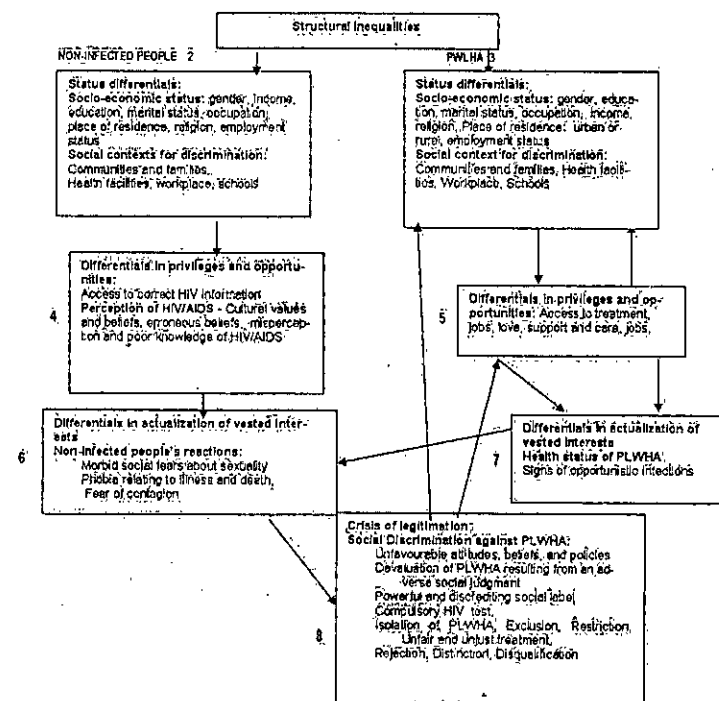 Structural Inequalities
NON-INFECTED PEOPLE 2
PWLHA 3
Status differentials:
Socio-economic status: gender, income,
education, marital status, occupation,
place of residence, religion, employment
status
Social contexts for discrimination:
Communities and families,
Health facilities, workplace, schools
Status differentials:
Socio-economic status: gender, educa-
tion, marital status, occupation, income,
religion, Place of residence: urban or
rural, employment status
Social context for discrimination:
Communities and families, Health facili-
ties, Workplace, Schools
4
Differentials in privileges and opportu-
nities:
Access to correct HIV information
Perception of HIV/AIDS - Cultural values
and beliefs, erroneous beliefs, mispercep-
tion and poor knowledge of HIV/AIDS
5
Differentials in privileges and op-
portunities: Access to treatment,
jobs, love, support and care, jobs,
6
Differentials in actualization of vested inter-
ests
Non-infected people's reactions:
Morbid social fears about sexuality
Phobia relating to illness and death,
Fear of contagion
7
Differentials in actualization of
vested interests
Health status of PLWHA
Signs of opportunistic infections
8
Crisis of legitimation:
Social Discrimination against PLWHA:
Unfavourable attitudes, beliefs, and policies
Devaluation of PLWHA resulting from an ad-
verse social judgment
Powerful and discrediting social label
Compulsory HIV test,
Isolation of PLWHA, Exclusion, Restriction,
Unfair and unjust treatment,
Rejection, Distinction, Disqualification